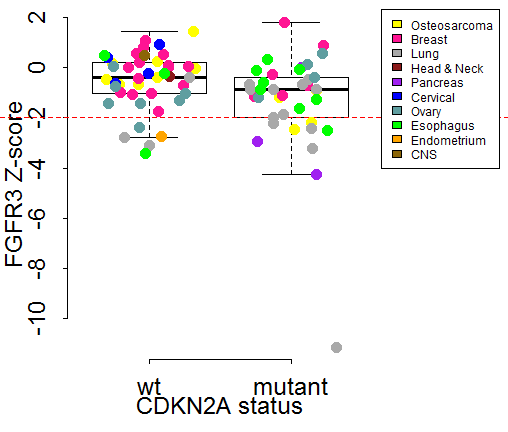 FGFR3 Z-score
2
0
-2
-4
-6
-8
-10
Osteosarcoma
Breast
Lung
Head & Neck
Pancreas
Cervical
Ovary
Esophagus
Endometrium
CNS
wt mutant
CDKN2A status